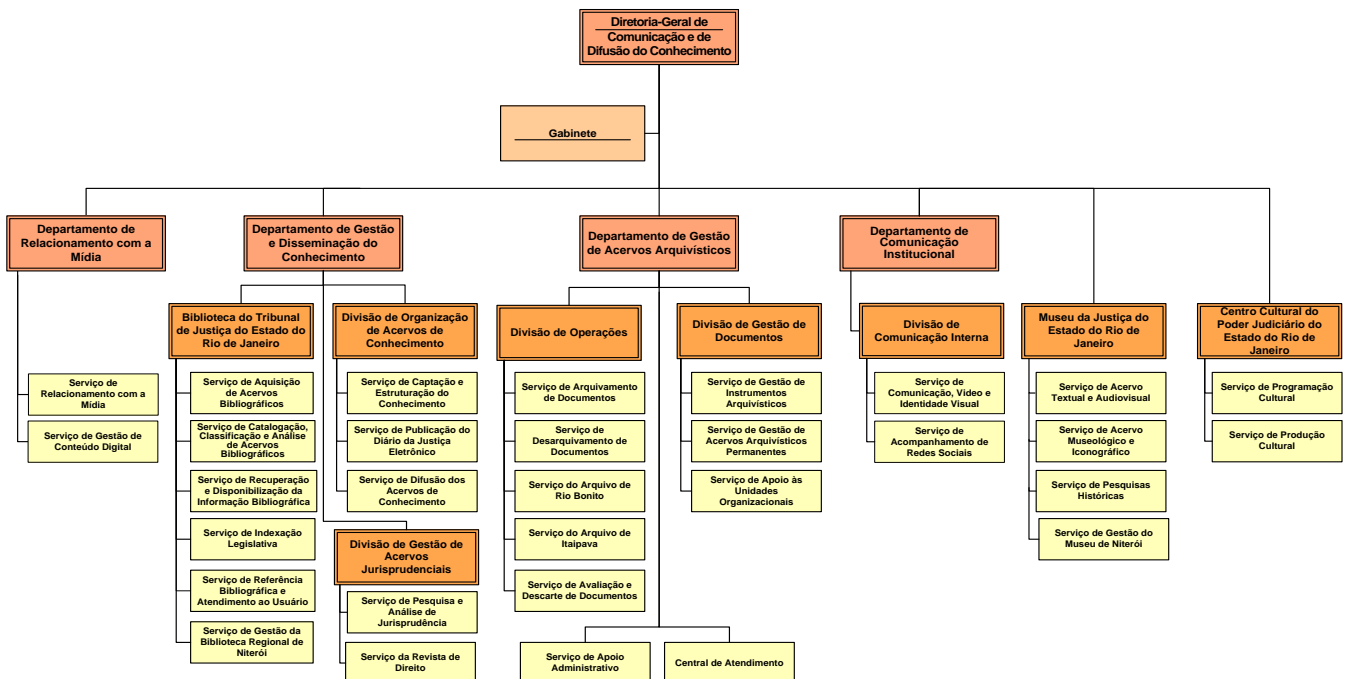 Diretoria-Geral de
Comunicação e de
Difusão do Conhecimento
Gabinete
Departamento de
Relacionamento com a
Mídia
Departamento de Gestão
e Disseminação do
Conhecimento
Departamento de Gestão
de Acervos Arquivísticos
Departamento de
Comunicação
Institucional
Biblioteca do Tribunal
de Justiça do Estado do
Rio de Janeiro
Divisão de Organização
de Acervos de
Conhecimento
Divisão de Operações
Divisão de Gestão de
Documentos
Divisão de
Comunicação Interna
Museu da Justiça do
Estado do Rio de
Janeiro
Centro Cultural do
Poder Judiciário do
Estado do Rio de
Janeiro
Serviço de
Relacionamento com a
Mídia
Serviço de Gestão de
Conteúdo Digital
Serviço de Aquisição
de Acervos
Bibliográficos
Serviço de Catalogação,
Classificação e Análise
de Acervos
Bibliográficos
Serviço de Recuperação
e Disponibilização da
Informação Bibliográfica
Serviço de Indexação
Legislativa
Serviço de Referência
Bibliográfica e
Atendimento ao Usuário
Serviço de Gestão da
Biblioteca Regional de
Niterói
Serviço de Captação e
Estruturação do
Conhecimento
Serviço de Publicação do
Diário da Justiça
Eletrônico
Serviço de Difusão dos
Acervos de
Conhecimento
Divisão de Gestão de
Acervos
Jurisprudenciais
Serviço de Pesquisa e
Análise de
Jurisprudência
Serviço da Revista de
Direito
Serviço de Arquivamento
de Documentos
Serviço de
Desarquivamento de
Documentos
Serviço do Arquivo de
Rio Bonito
Serviço do Arquivo de
Itaipava
Serviço de Avaliação e
Descarte de Documentos
Serviço de Gestão de
Instrumentos
Arquivísticos
Serviço de Gestão de
Acervos Arquivísticos
Permanentes
Serviço de Apoio às
Unidades
Organizacionais
Serviço de Apoio
Administrativo
Central de Atendimento
Serviço de
Comunicação, Video e
Identidade Visual
Serviço de
Acompanhamento de
Redes Sociais
Serviço de Acervo
Textual e Audiovisual
Serviço de Acervo
Museológico e
Iconográfico
Serviço de Pesquisas
Históricas
Serviço de Gestão do
Museu de Niterói
Serviço de Programação
Cultural
Serviço de Produção
Cultural